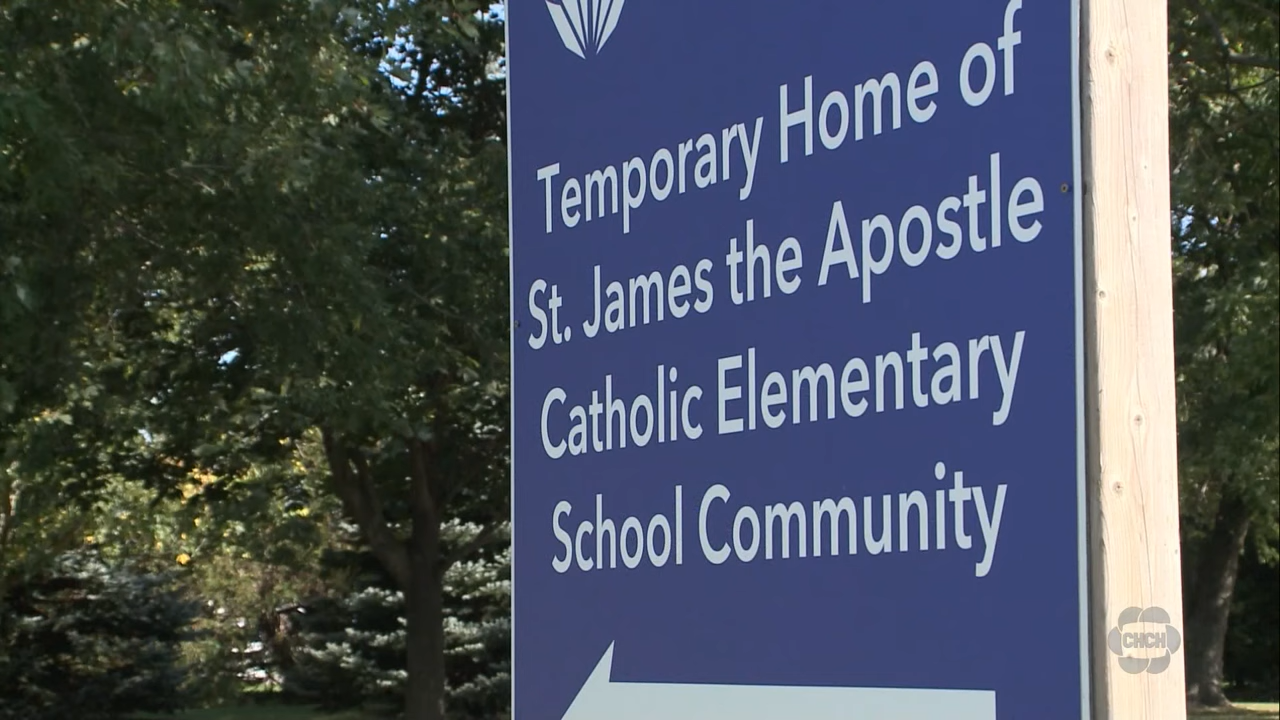 Temporary Home of
St. James the Apostle
Catholic Elementary
School Community
CHCH